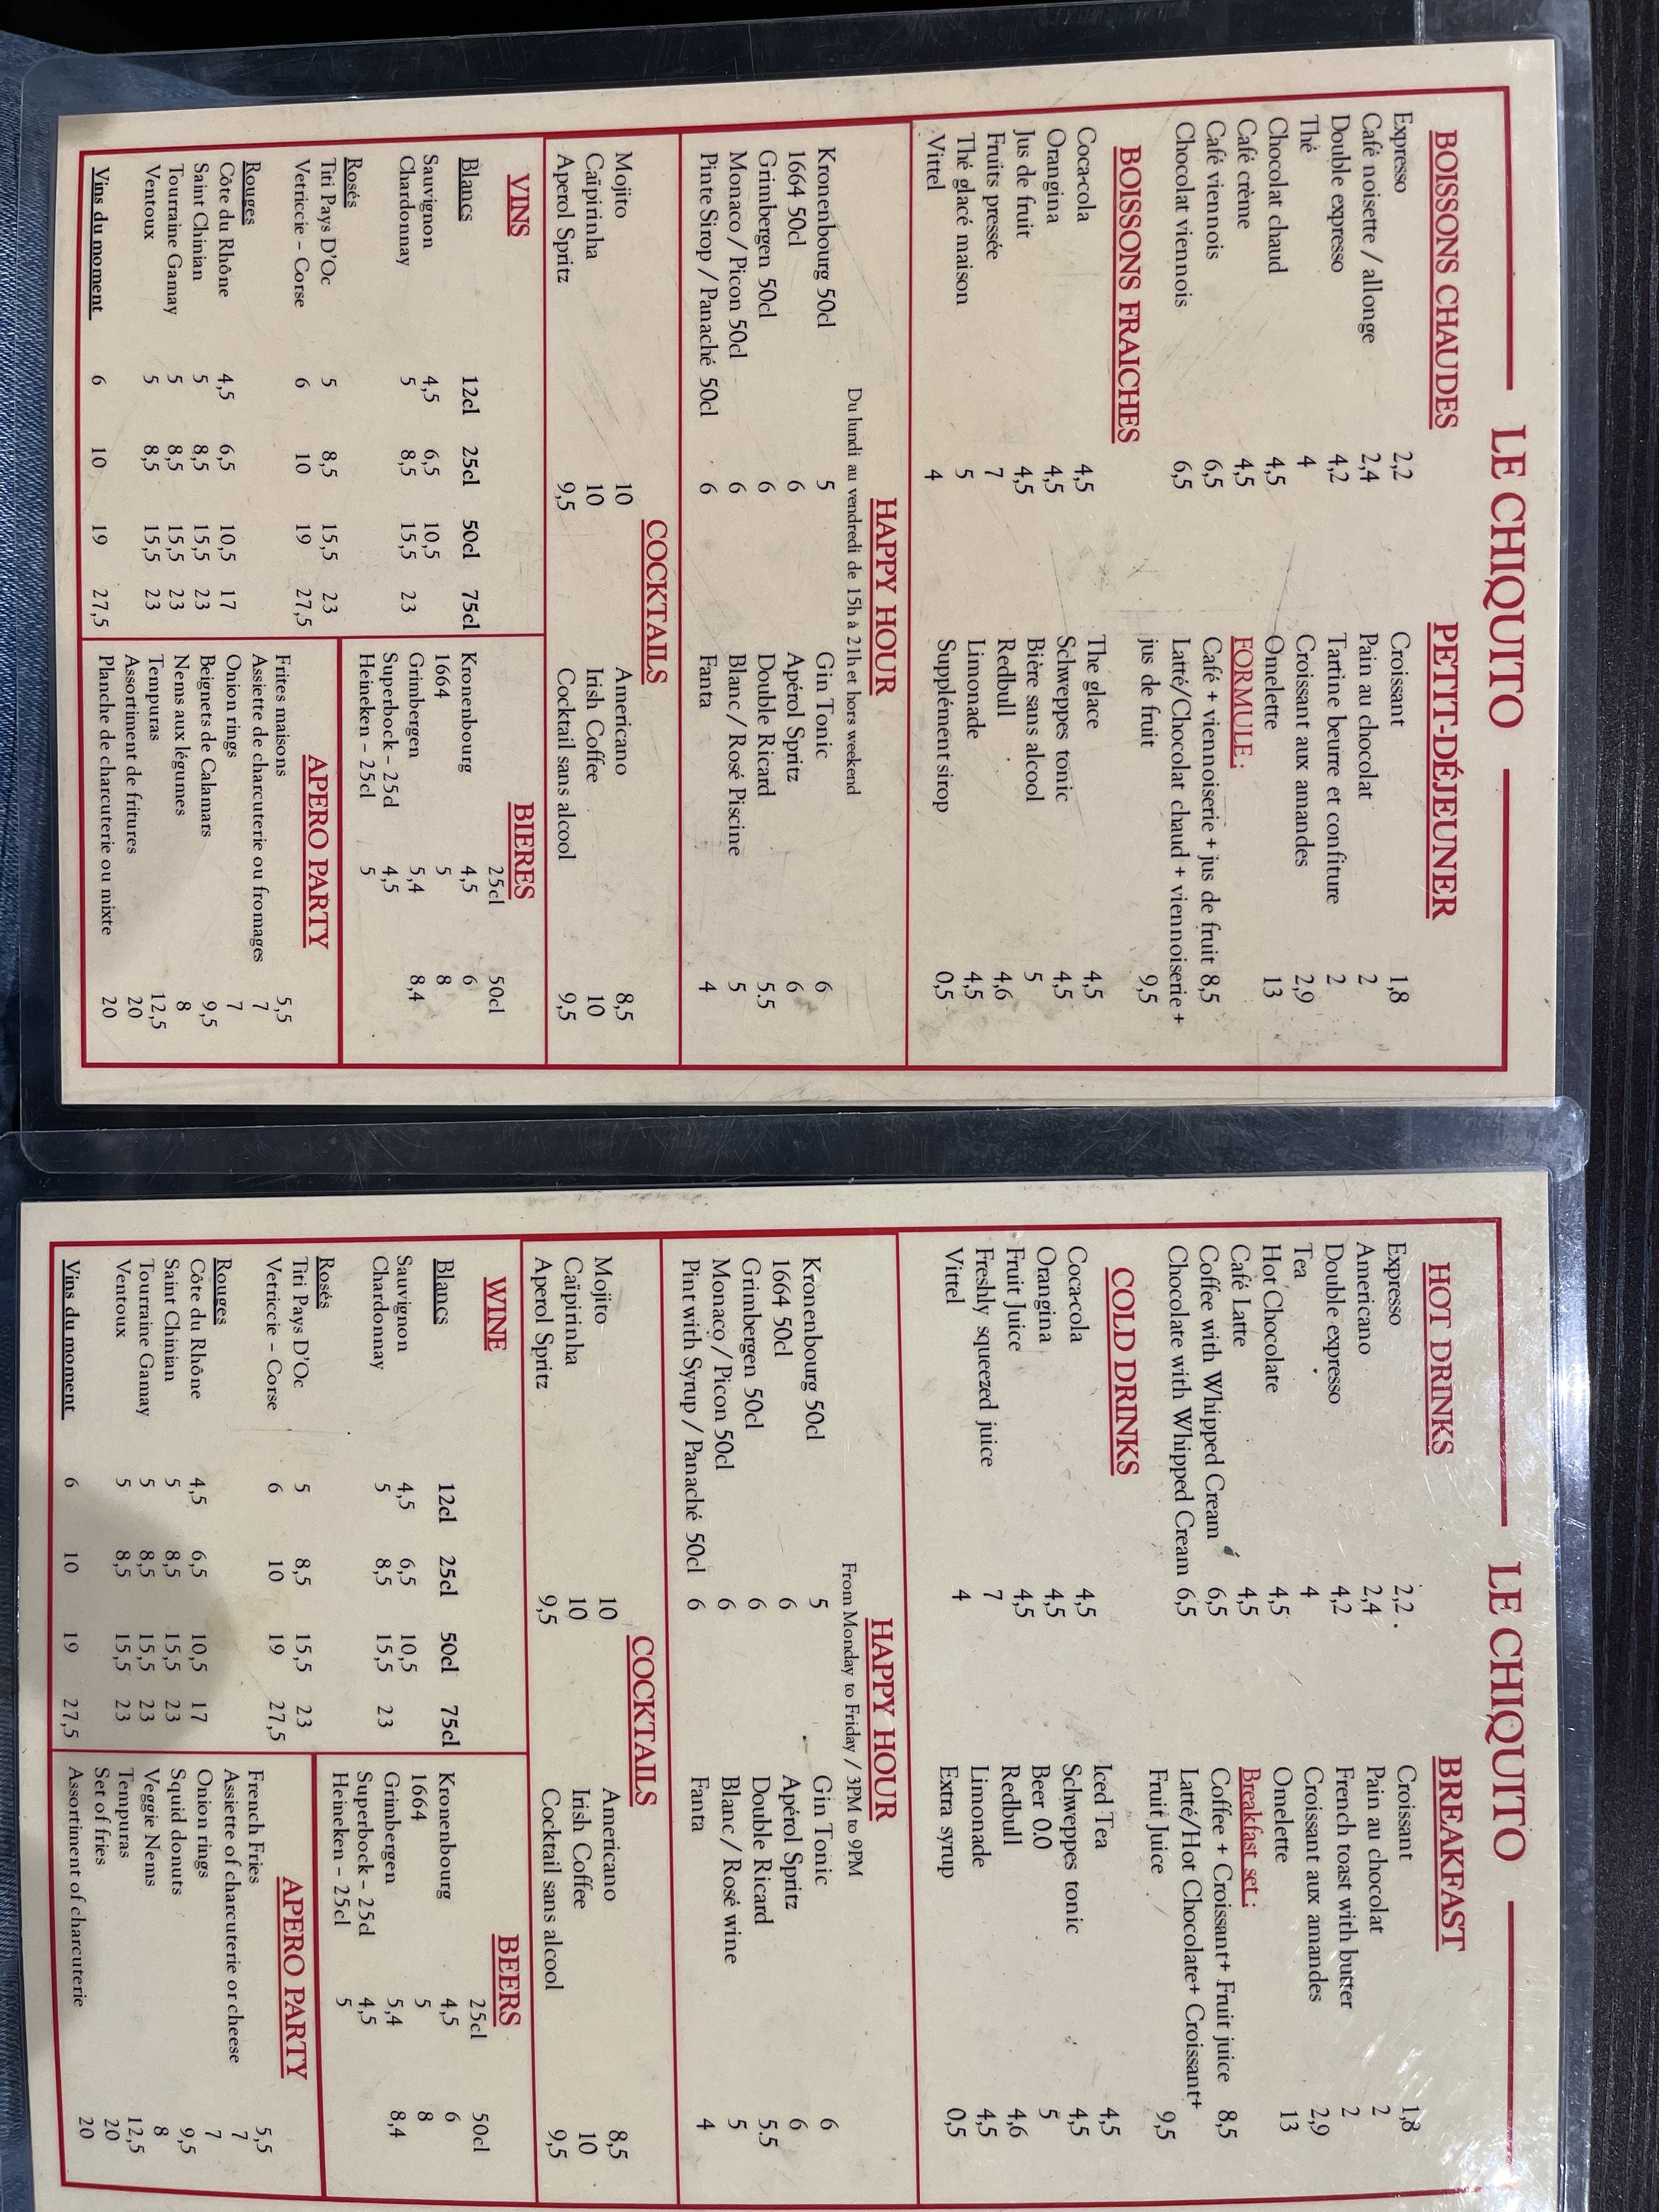 LE CHIQUITO
BOISSONS CHAUDES
Expresso 2,2
Café noisette / allonge 2,4
Double expresso 4,2
Thé 4
Chocolat chaud 4,5
Café crème 4,5
Café viennois 6,5
Chocolat viennois 6,5
PETIT-DÉJEUNER
Croissant 1,8
Pain au chocolat 2
Tartine beurre et confiture 2
Croissant aux amandes 2,9
Omelette 13
FORMULE :
Café + viennoiserie + jus de fruit 8,5
Latté/Chocolat chaud + viennoiserie +
jus de fruit 9,5
BOISSONS FRAICHES
Coca-cola 4,5
Orangina 4,5
Jus de fruit 4,5
Fruits pressée 7
Thé glacé maison 5
Vittel 4
The glace 4,5
Schweppes tonic 4,5
Bière sans alcool 5
Redbull 4,6
Limonade 4,5
Supplément sirop 0,5
HAPPY HOUR
Du lundi au vendredi de 15h à 21h et hors weekend
Kronenbourg 50cl 5
1664 50cl 6
Grimbergen 50cl 6
Monaco / Picon 50cl 6
Pinte Sirop / Panaché 50cl 6
Gin Tonic 6
Apérol Spritz 6
Double Ricard 5.5
Blanc / Rosé Piscine 5
Fanta 4
COCKTAILS
Mojito 10
Caïpirinha 10
Aperol Spritz 9,5
Americano 8,5
Irish Coffee 10
Cocktail sans alcool 9,5
VINS
Blancs 12cl 25cl 50cl 75cl
Sauvignon 4,5 6,5 10,5
Chardonnay 5 8,5 15,5 23
Rosés
Titi Pays D'Oc 5 8,5 15,5 23
Vetriccie - Corse 6 10 19 27,5
Rouges
Côte du Rhône 4,5 6,5 10,5 17
Saint Chinian 5 8,5 15,5 23
Tourraine Gamay 5 8,5 15,5 23
Ventoux 5 8,5 15,5 23
Vins du moment 6 10 19 27,5
BIERES
25cl 50cl
Kronenbourg 4,5 6
1664 5 8
Grimbergen 5,4 8,4
Superbock - 25cl 4,5
Heineken - 25cl 5
APERO PARTY
Frites maisons 5,5
Assiette de charcuterie ou fromages 7
Onion rings 7
Beignets de Calamars 9,5
Nems aux légumes 8
Tempuras 12,5
Assortiment de fritures 20
Planche de charcuterie ou mixte 20
LE CHIQUITO
HOT DRINKS
Expresso 2,2
Americano 2,4
Double expresso 4,2
Tea 4
Hot Chocolate 4,5
Café Latte 4,5
Coffee with Whipped Cream 6,5
Chocolate with Whipped Cream 6,5
BREAKFAST
Croissant 1,8
Pain au chocolat 2
French toast with butter 2
Croissant aux amandes 2,9
Omelette 13
Breakfast set :
Coffee + Croissant+ Fruit juice 8,5
Latté/Hot Chocolate+ Croissant+
Fruit Juice 9,5
COLD DRINKS
Coca-cola 4,5
Orangina 4,5
Fruit Juice 4,5
Freshly squeezed juice 7
Vittel 4
Iced Tea 4,5
Schweppes tonic 4,5
Beer 0.0 5
Redbull 4,6
Limonade 4,5
Extra syrup 0,5
HAPPY HOUR
From Monday to Friday / 3PM to 9PM
Kronenbourg 50cl 5
1664 50cl 6
Grimbergen 50cl 6
Monaco / Picon 50cl 6
Pint with Syrup / Panaché 50cl 6
Gin Tonic 6
Apérol Spritz 6
Double Ricard 5.5
Blanc / Rosé wine 5
Fanta 4
COCKTAILS
Mojito 10
Caïpirinha 10
Aperol Spritz 9,5
Americano 8,5
Irish Coffee 10
Cocktail sans alcool 9,5
WINE
Blancs 12cl 25cl 50cl 75cl
Sauvignon 4,5 6,5 10,5
Chardonnay 5 8,5 15,5 23
Rosés
Titi Pays D'Oc 5 8,5 15,5 23
Vetriccie - Corse 6 10 19 27,5
Rouges
Côte du Rhône 4,5 6,5 10,5 17
Saint Chinian 5 8,5 15,5 23
Tourraine Gamay 5 8,5 15,5 23
Ventoux 5 8,5 15,5 23
Vins du moment 6 10 19 27,5
BEERS
25cl 50cl
Kronenbourg 4,5 6
1664 5 8
Grimbergen 5,4 8,4
Superbock - 25cl 4,5
Heineken - 25cl 5
APERO PARTY
French Fries 5,5
Assiette of charcuterie or cheese 7
Onion rings 7
Squid donuts 9,5
Veggie Nems 8
Tempuras 12,5
Set of fries 20
Assortiment of charcuterie 20